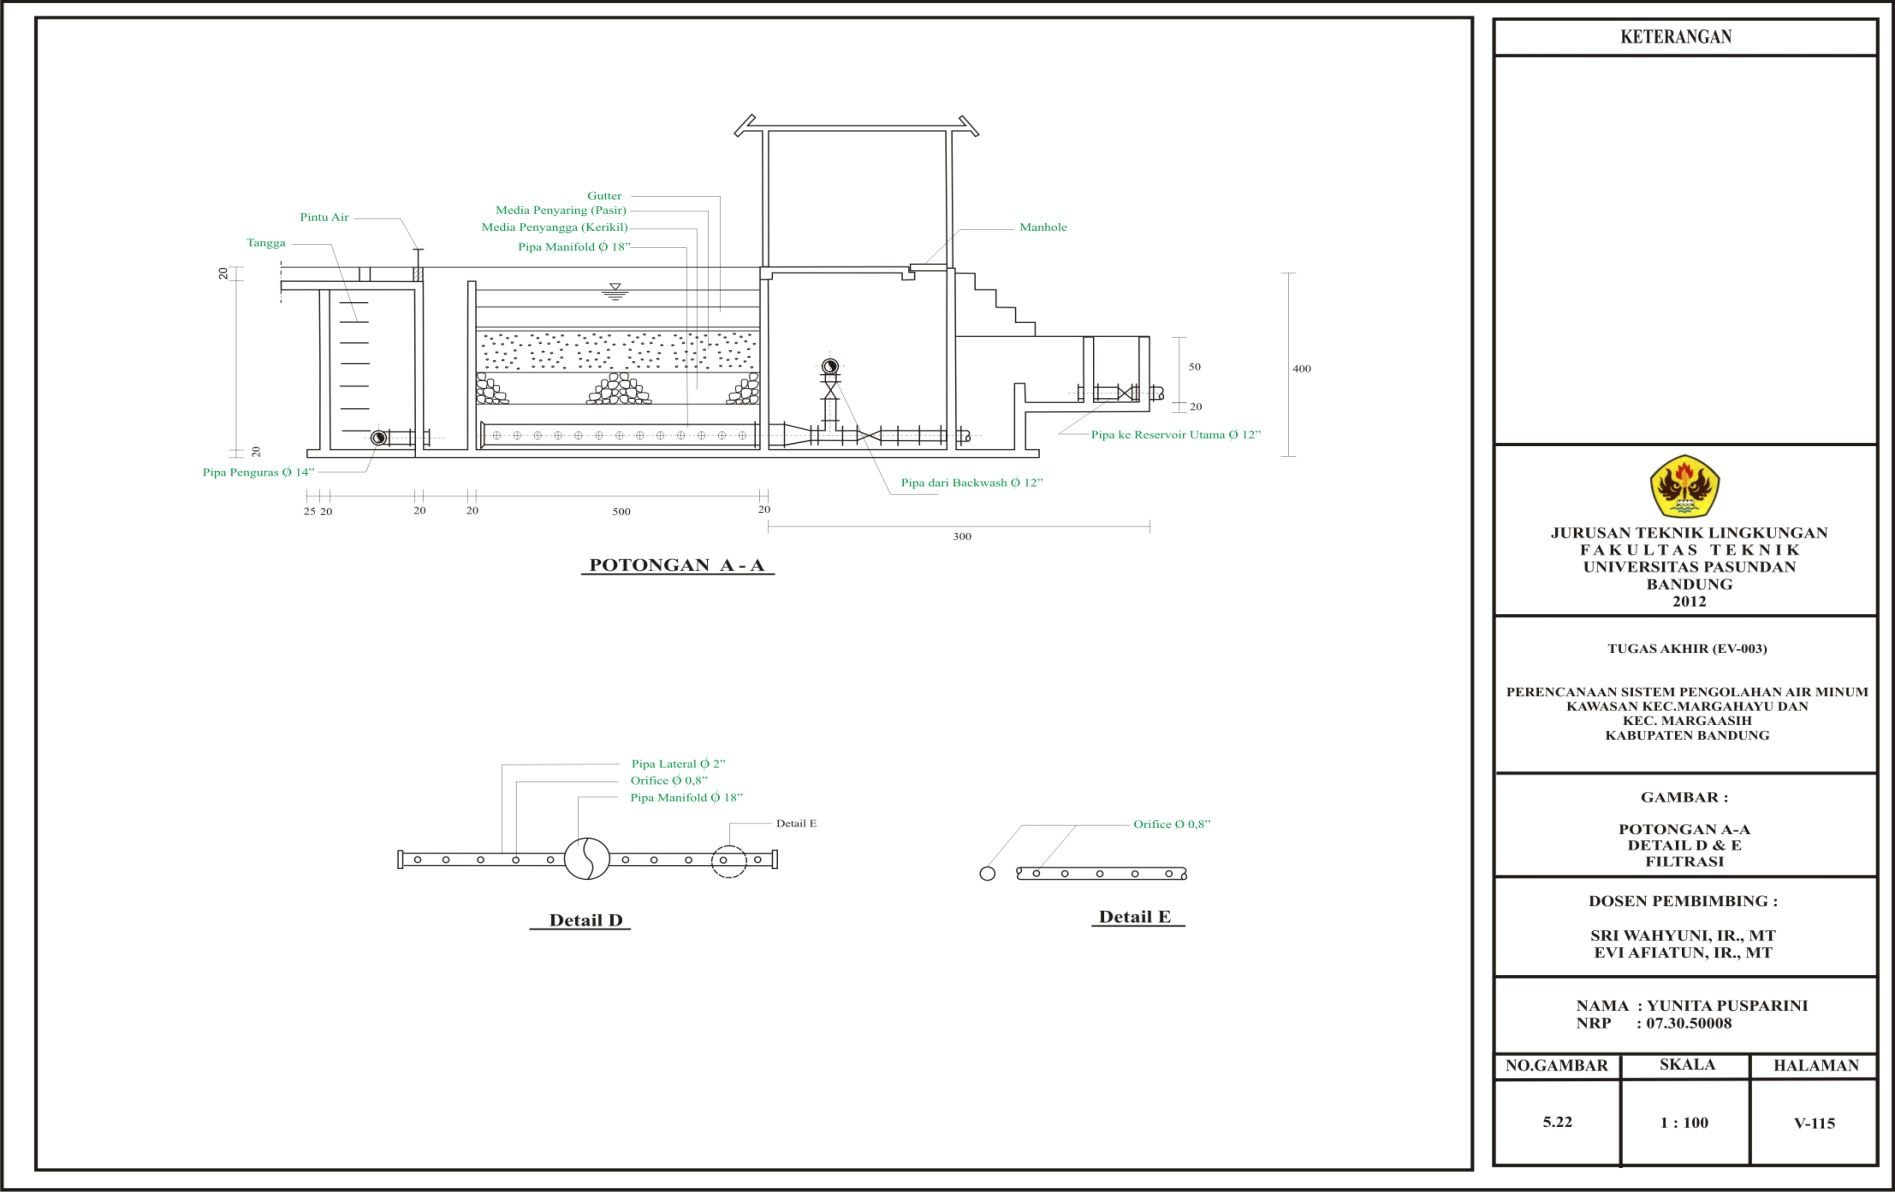 Gutter
Media Penyaring (Pasir)
Pintu Air
Media Penyangga (Kerikil)
Manhole
Tangga
Pipa Manifold Ø 18”
20
50
400
20
Pipa ke Reservoir Utama Ø 12”
20
Pipa Penguras Ø 14”
Pipa dari Backwash Ø 12”
25 20
20
20
500
20
300
POTONGAN A - A
Pipa Lateral Ø 2”
Orifice Ø 0,8”
Pipa Manifold Ø 18”
Detail E
Orifice Ø 0,8”
Detail D
Detail E
KETERANGAN
JURUSAN TEKNIK LINGKUNGAN
FAKULTAS TEKNIK
UNIVERSITAS PASUNDAN
BANDUNG
2012
TUGAS AKHIR (EV-003)
PERENCANAAN SISTEM PENGOLAHAN AIR MINUM
KAWASAN KEC.MARGAHAYU DAN
KEC. MARGAASIH
KABUPATEN BANDUNG
GAMBAR :
POTONGAN A-A
DETAIL D & E
FILTRASI
DOSEN PEMBIMBING :
SRI WAHYUNI, IR., MT
EVI AFIATUN, IR., MT
NAMA : YUNITA PUSPARINI
NRP : 07.30.50008
NO.GAMBAR SKALA HALAMAN
5.22 1 : 100 V-115